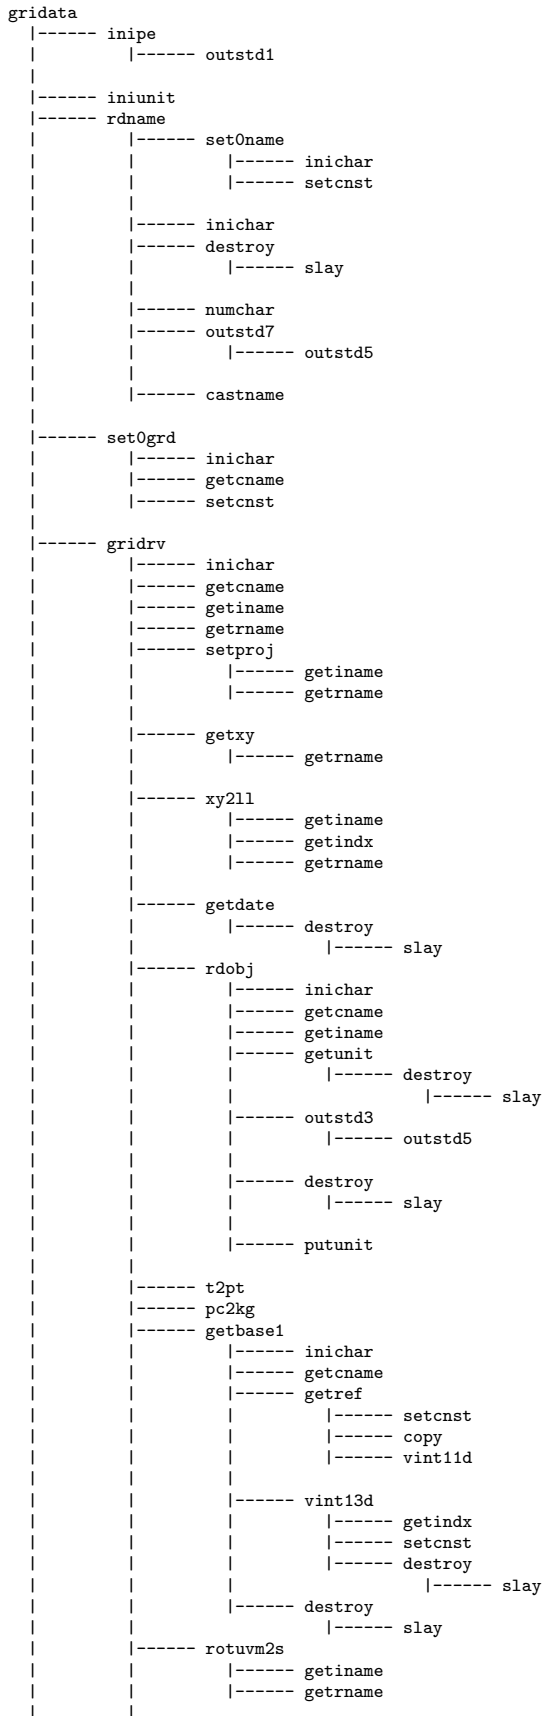 gridata
  |------ inipe
  |         |------ outstd1
  |
  |------ iniunit
  |------ rdname
  |         |------ set0name
  |         |         |------ inichar
  |         |         |------ setcnst
  |         |
  |         |------ inichar
  |         |------ destroy
  |         |         |------ slay
  |         |
  |         |------ numchar
  |         |------ outstd7
  |         |         |------ outstd5
  |         |
  |         |------ castname
  |
  |------ set0grd
  |         |------ inichar
  |         |------ getcname
  |         |------ setcnst
  |
  |------ gridrv
  |         |------ inichar
  |         |------ getcname
  |         |------ getiname
  |         |------ getrname
  |         |------ setproj
  |         |         |------ getiname
  |         |         |------ getrname
  |         |
  |         |------ getxy
  |         |         |------ getrname
  |         |
  |         |------ xy2ll
  |         |         |------ getiname
  |         |         |------ getindx
  |         |         |------ getrname
  |         |
  |         |------ getdate
  |         |         |------ destroy
  |         |                   |------ slay
  |         |------ rdobj
  |         |         |------ inichar
  |         |         |------ getcname
  |         |         |------ getiname
  |         |         |------ getunit
  |         |         |         |------ destroy
  |         |         |                   |------ slay
  |         |         |------ outstd3
  |         |         |         |------ outstd5
  |         |         |
  |         |         |------ destroy
  |         |         |         |------ slay
  |         |         |
  |         |         |------ putunit
  |         |
  |         |------ t2pt
  |         |------ pc2kg
  |         |------ getbase1
  |         |         |------ inichar
  |         |         |------ getcname
  |         |         |------ getref
  |         |         |         |------ setcnst
  |         |         |         |------ copy
  |         |         |         |------ vint11d
  |         |         |
  |         |         |------ vint13d
  |         |         |         |------ getindx
  |         |         |         |------ setcnst
  |         |         |         |------ destroy
  |         |         |                   |------ slay
  |         |         |------ destroy
  |         |                   |------ slay
  |         |------ rotuvm2s
  |         |         |------ getiname
  |         |         |------ getrname
  |         |